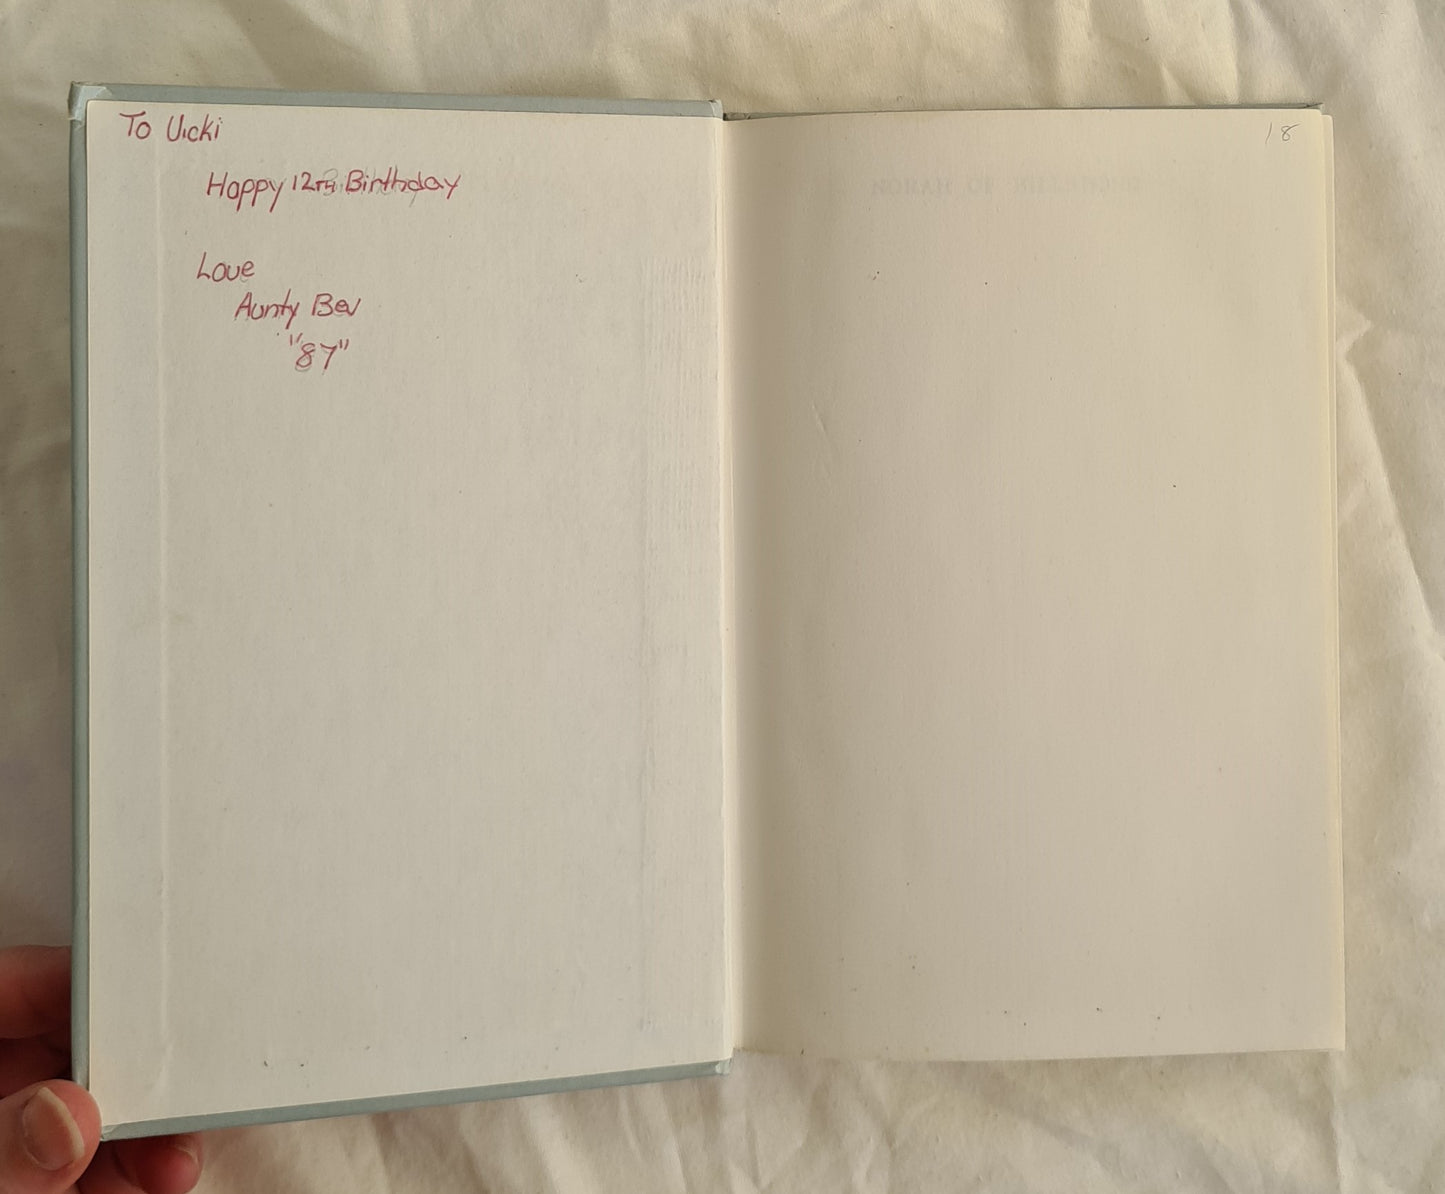 To Vicki
Happy 12TH Birthday
Love
Aunty Bev
"87"
18